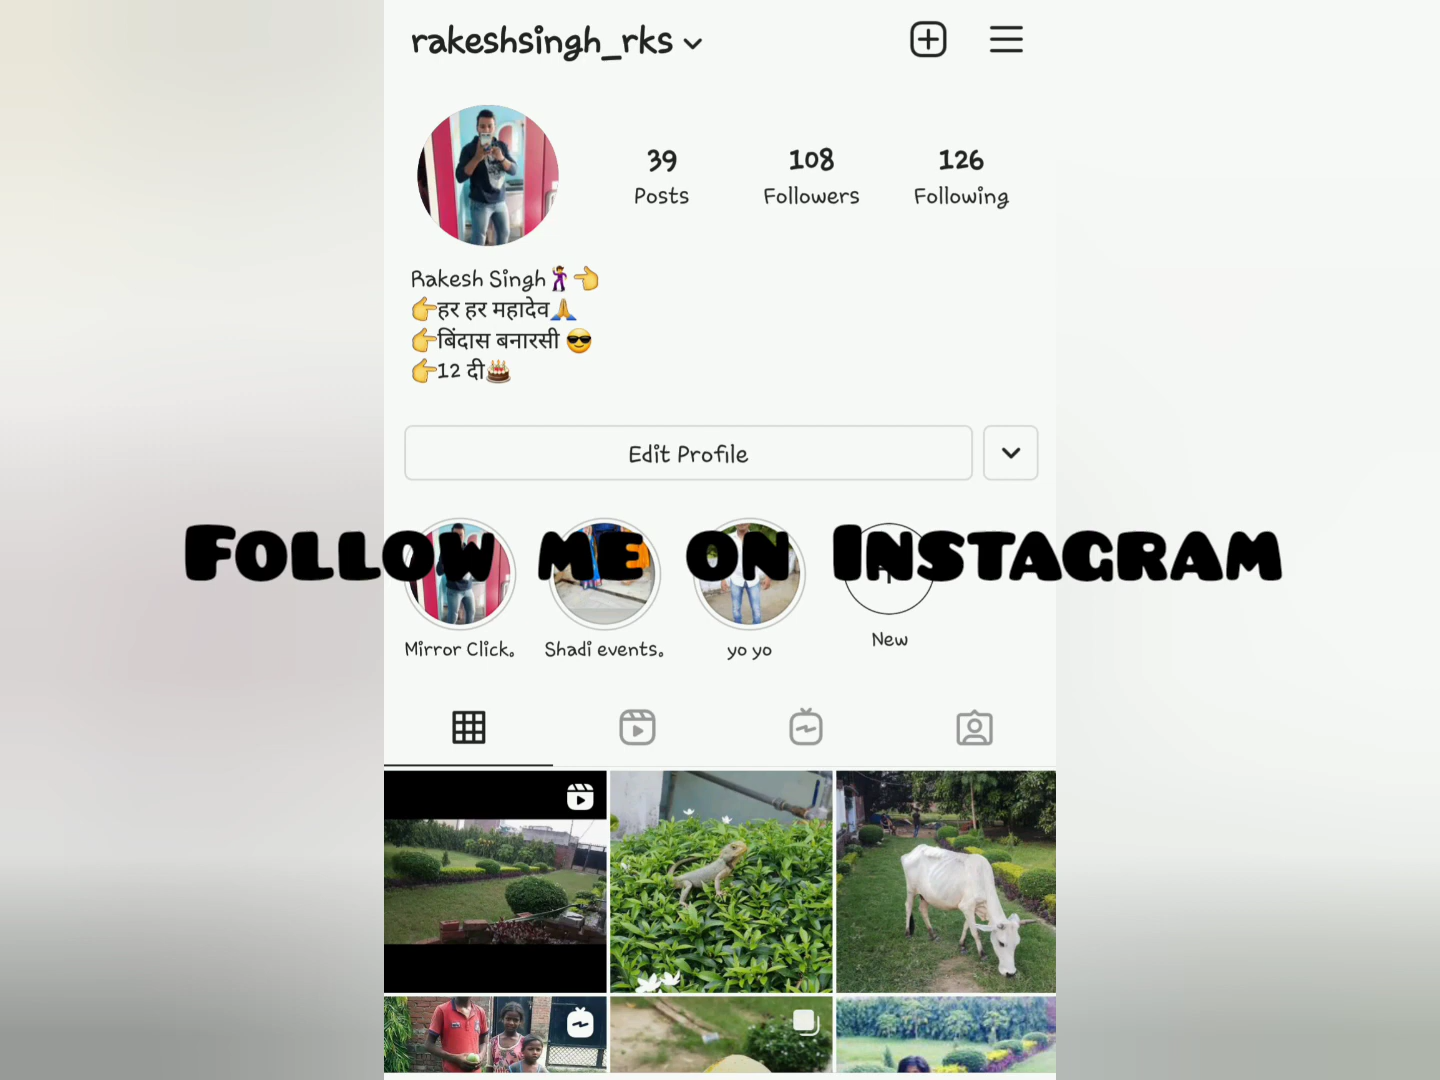 rakeshsingh_rks
39
108
126
Posts
Followers
Following
Rakesh Singh🕺👈
👉हर हर महादेव🙏
👉बिंदास बनारसी 😎
👉12 दी🎂
Edit Profile
Follow me on Instagram
Mirror Click.
Shadi events.
yo yo
New